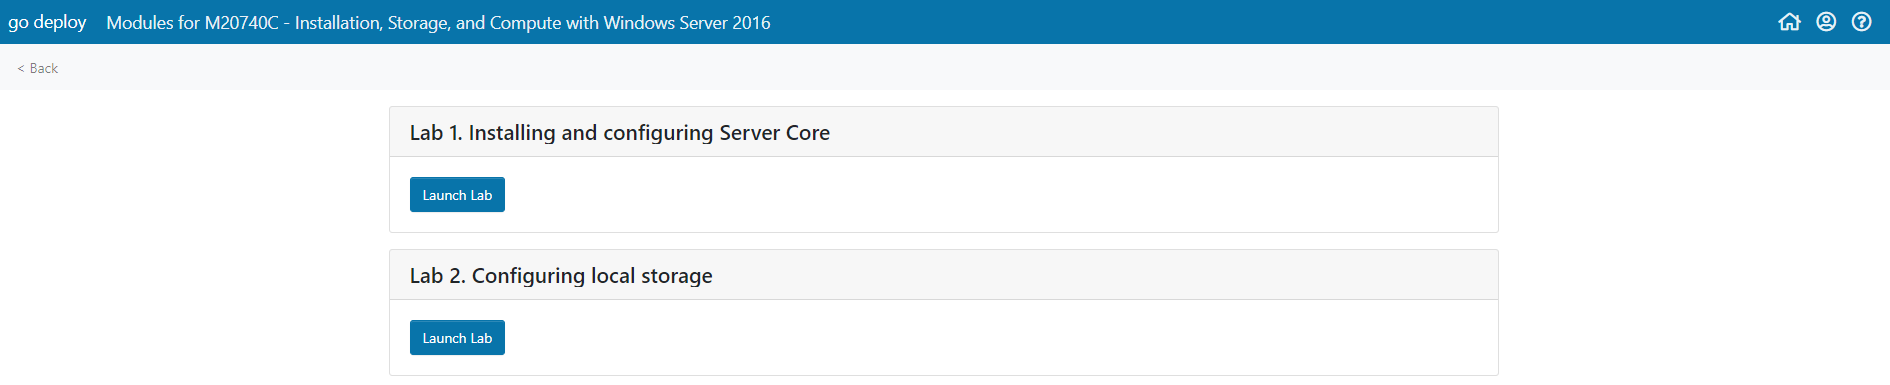 go deploy Modules for M20740C - Installation, Storage, and Compute with Windows Server 2016
< Back
Lab 1. Installing and configuring Server Core
Launch Lab
Lab 2. Configuring local storage
Launch Lab